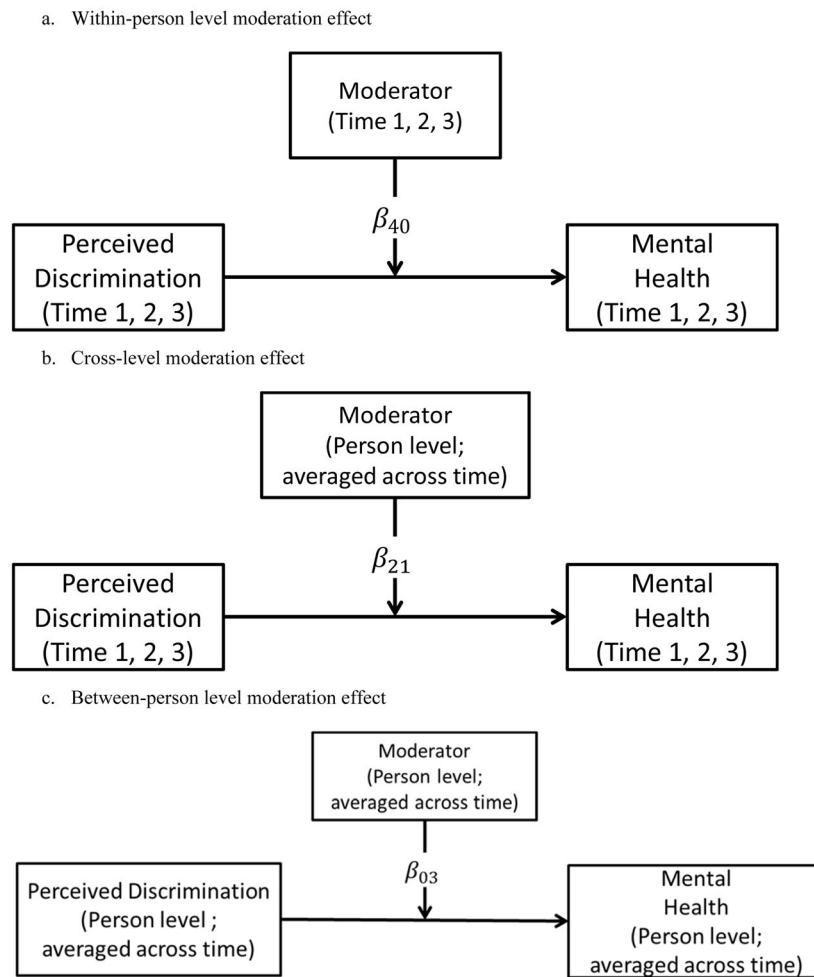 a. Within-person level moderation effect
Moderator
(Time 1, 2, 3)
β40
Perceived
Discrimination
(Time 1, 2, 3)
Mental
Health
(Time 1, 2, 3)
b. Cross-level moderation effect
Moderator
(Person level;
averaged across time)
β21
Perceived
Discrimination
(Time 1, 2, 3)
Mental
Health
(Time 1, 2, 3)
c. Between-person level moderation effect
Moderator
(Person level;
averaged across time)
β03
Perceived Discrimination
(Person level ;
averaged across time)
Mental
Health
(Person level;
averaged across time)